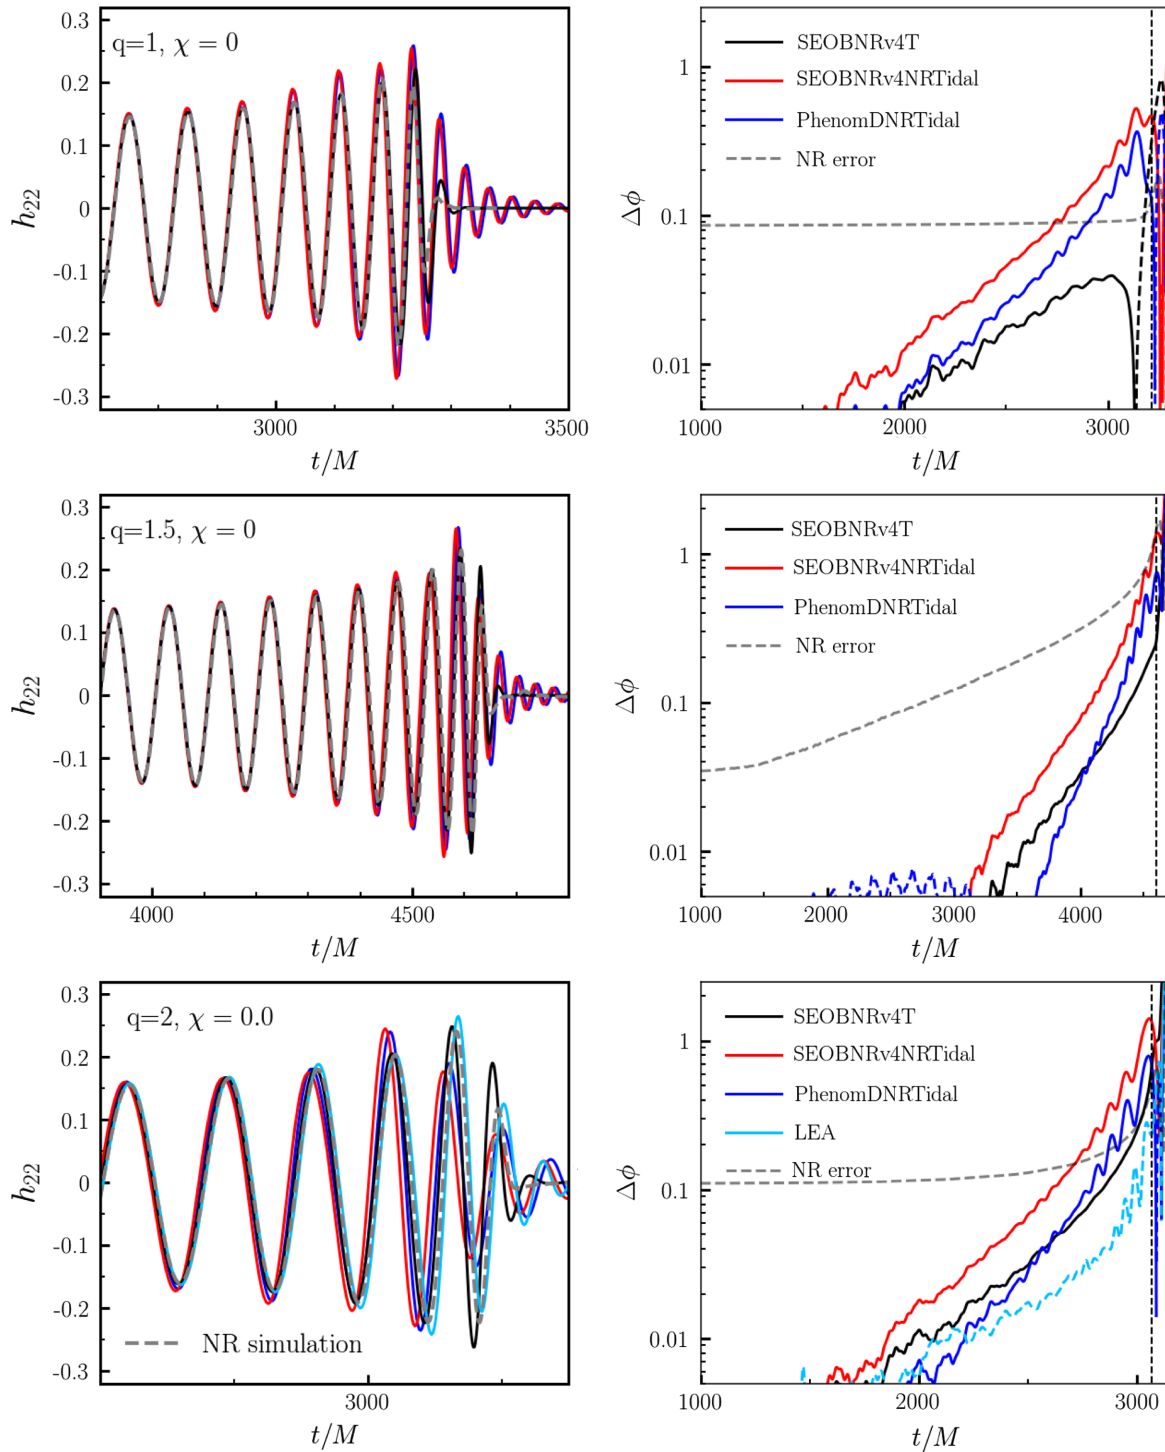 q=1, χ = 0
h₂₂
0.3
0.2
0.1
0
-0.1
-0.2
-0.3
3000
3500
t/M
SEOBNRv4T
SEOBNRv4NRTidal
PhenomDNRTidal
NR error
Δϕ
1
0.1
0.01
1000
2000
3000
t/M
q=1.5, χ = 0
h₂₂
0.3
0.2
0.1
0
-0.1
-0.2
-0.3
4000
4500
t/M
SEOBNRv4T
SEOBNRv4NRTidal
PhenomDNRTidal
NR error
Δϕ
1
0.1
0.01
1000
2000
3000
4000
t/M
q=2, χ = 0.0
h₂₂
0.3
0.2
0.1
0
-0.1
-0.2
-0.3
NR simulation
3000
t/M
SEOBNRv4T
SEOBNRv4NRTidal
PhenomDNRTidal
LEA
NR error
Δϕ
1
0.1
0.01
1000
2000
3000
t/M